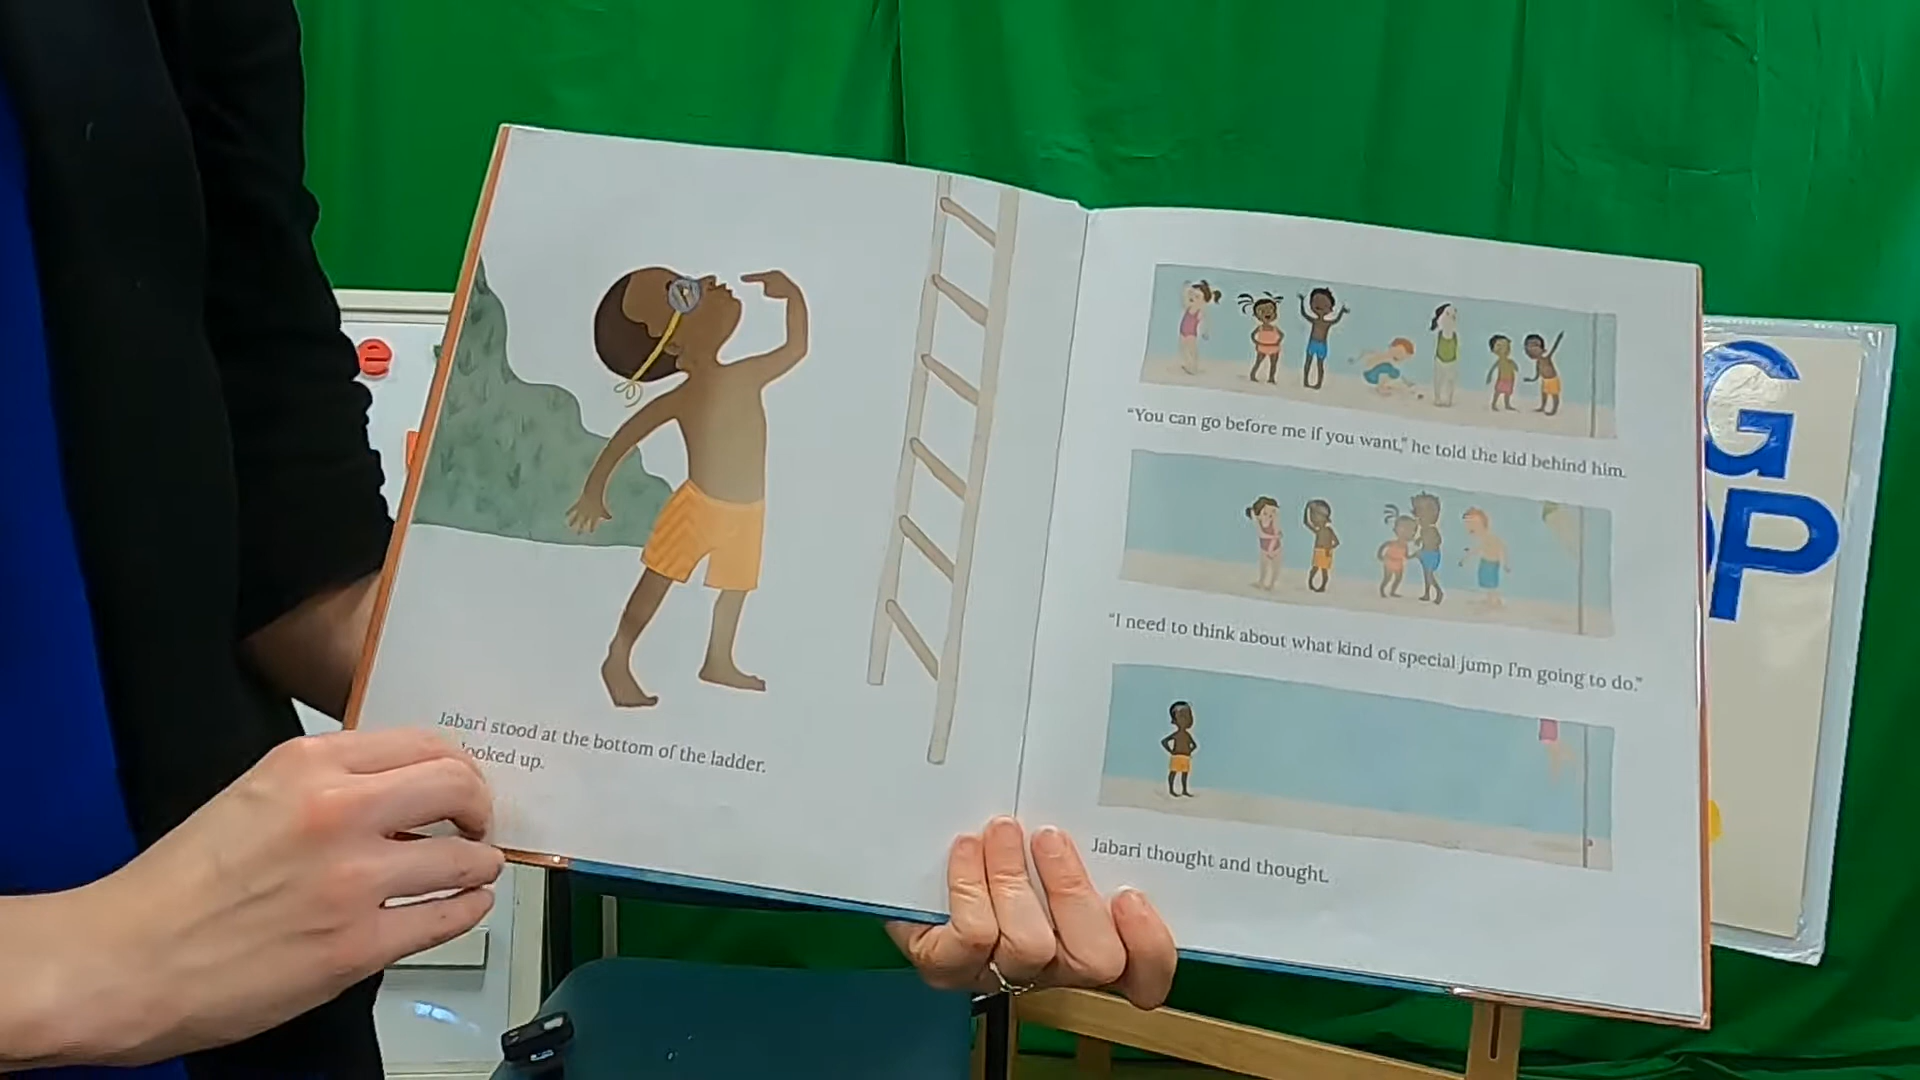 e
Jabari stood at the bottom of the ladder.
looked up.
"You can go before me if you want," he told the kid behind him.
"I need to think about what kind of special jump I'm going to do."
Jabari thought and thought.
G
P